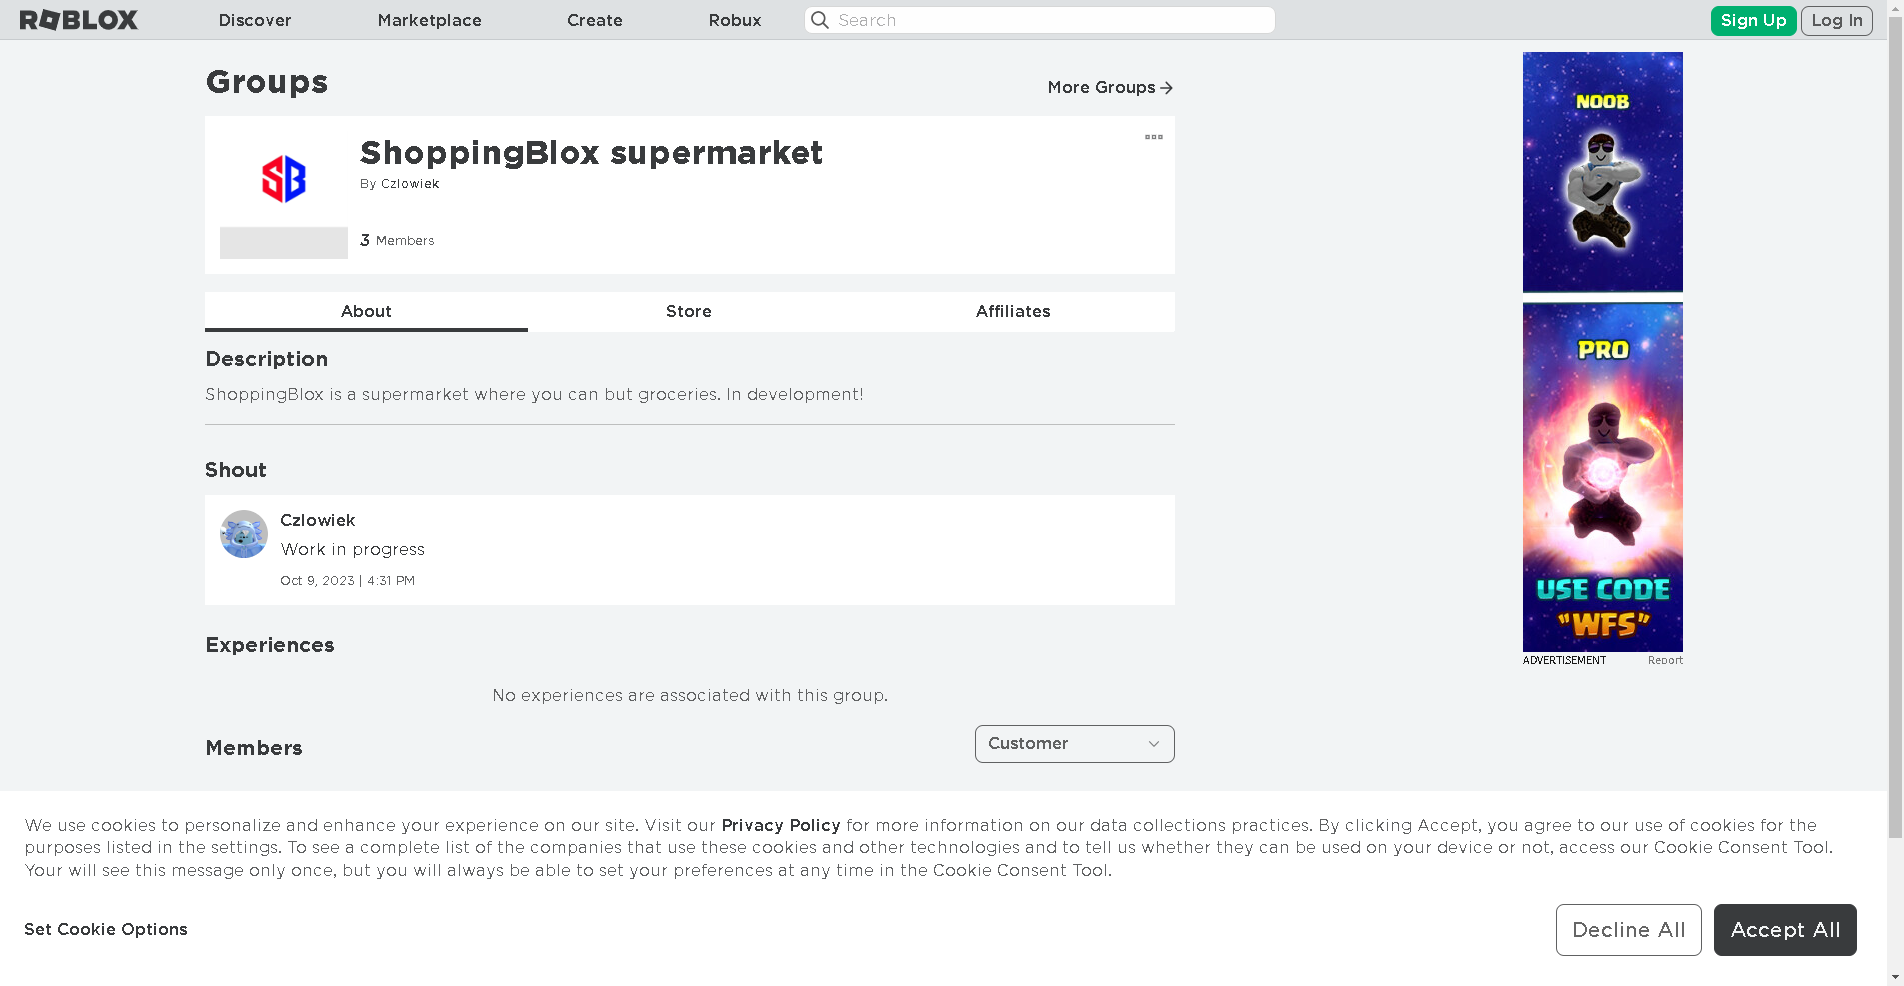 ROBLOX
Discover
Marketplace
Create
Robux
Search
Sign Up
Log In
Groups
More Groups
SB
ShoppingBlox supermarket
By Czlowiek
3 Members
About
Store
Affiliates
Description
ShoppingBlox is a supermarket where you can but groceries. In development!
Shout
Czlowiek
Work in progress
Oct 9, 2023 | 4:31 PM
Experiences
No experiences are associated with this group.
Members
Customer
NOOB
PRO
USE CODE
"WFS"
ADVERTISEMENT
Report
We use cookies to personalize and enhance your experience on our site. Visit our Privacy Policy for more information on our data collections practices. By clicking Accept, you agree to our use of cookies for the
purposes listed in the settings. To see a complete list of the companies that use these cookies and other technologies and to tell us whether they can be used on your device or not, access our Cookie Consent Tool.
Your will see this message only once, but you will always be able to set your preferences at any time in the Cookie Consent Tool.
Set Cookie Options
Decline All
Accept All